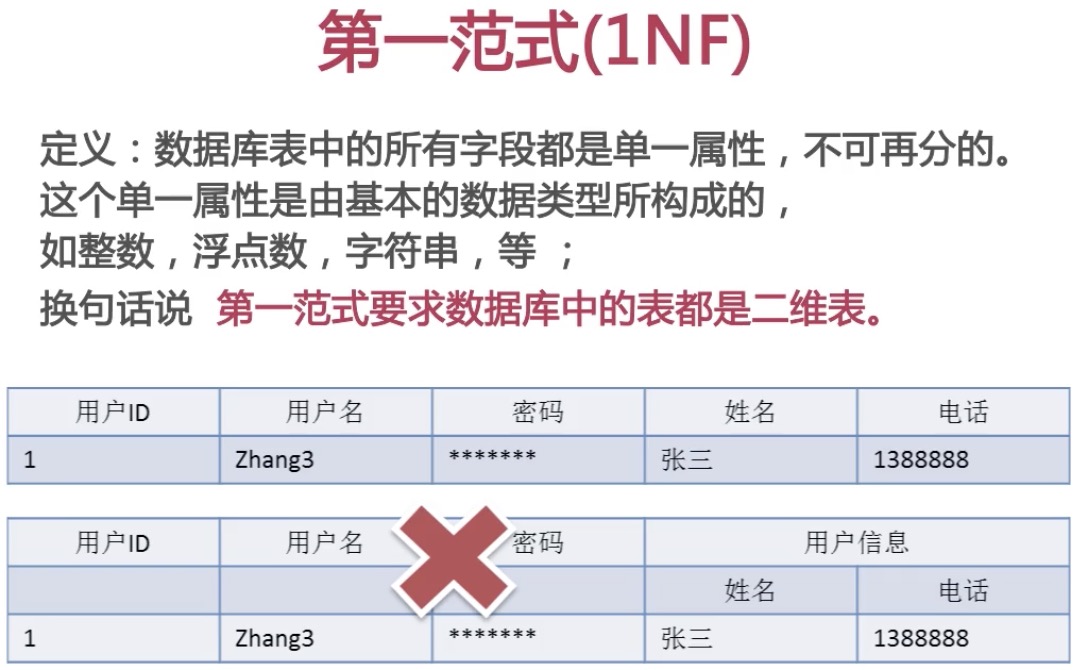 第一范式(1NF)
定义：数据库表中的所有字段都是单一属性，不可再分的。
这个单一属性是由基本的数据类型所构成的，
如整数，浮点数，字符串，等 ；
换句话说 第一范式要求数据库中的表都是二维表。
用户ID 用户名 密码 姓名 电话
1 Zhang3 ******* 张三 1388888
用户ID 用户名 密码 用户信息
姓名 电话
1 Zhang3 ******* 张三 1388888